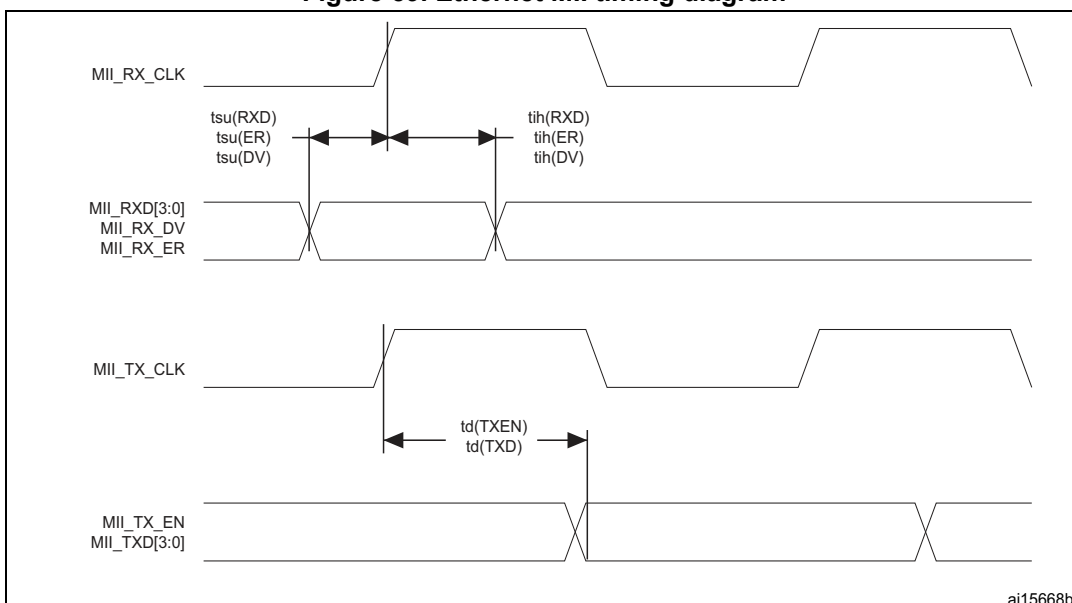 MII_RX_CLK
tsu(RXD)
tsu(ER)
tsu(DV)
tih(RXD)
tih(ER)
tih(DV)
MII_RXD[3:0]
MII_RX_DV
MII_RX_ER
MII_TX_CLK
td(TXEN)
td(TXD)
MII_TX_EN
MII_TXD[3:0]
ai15668b